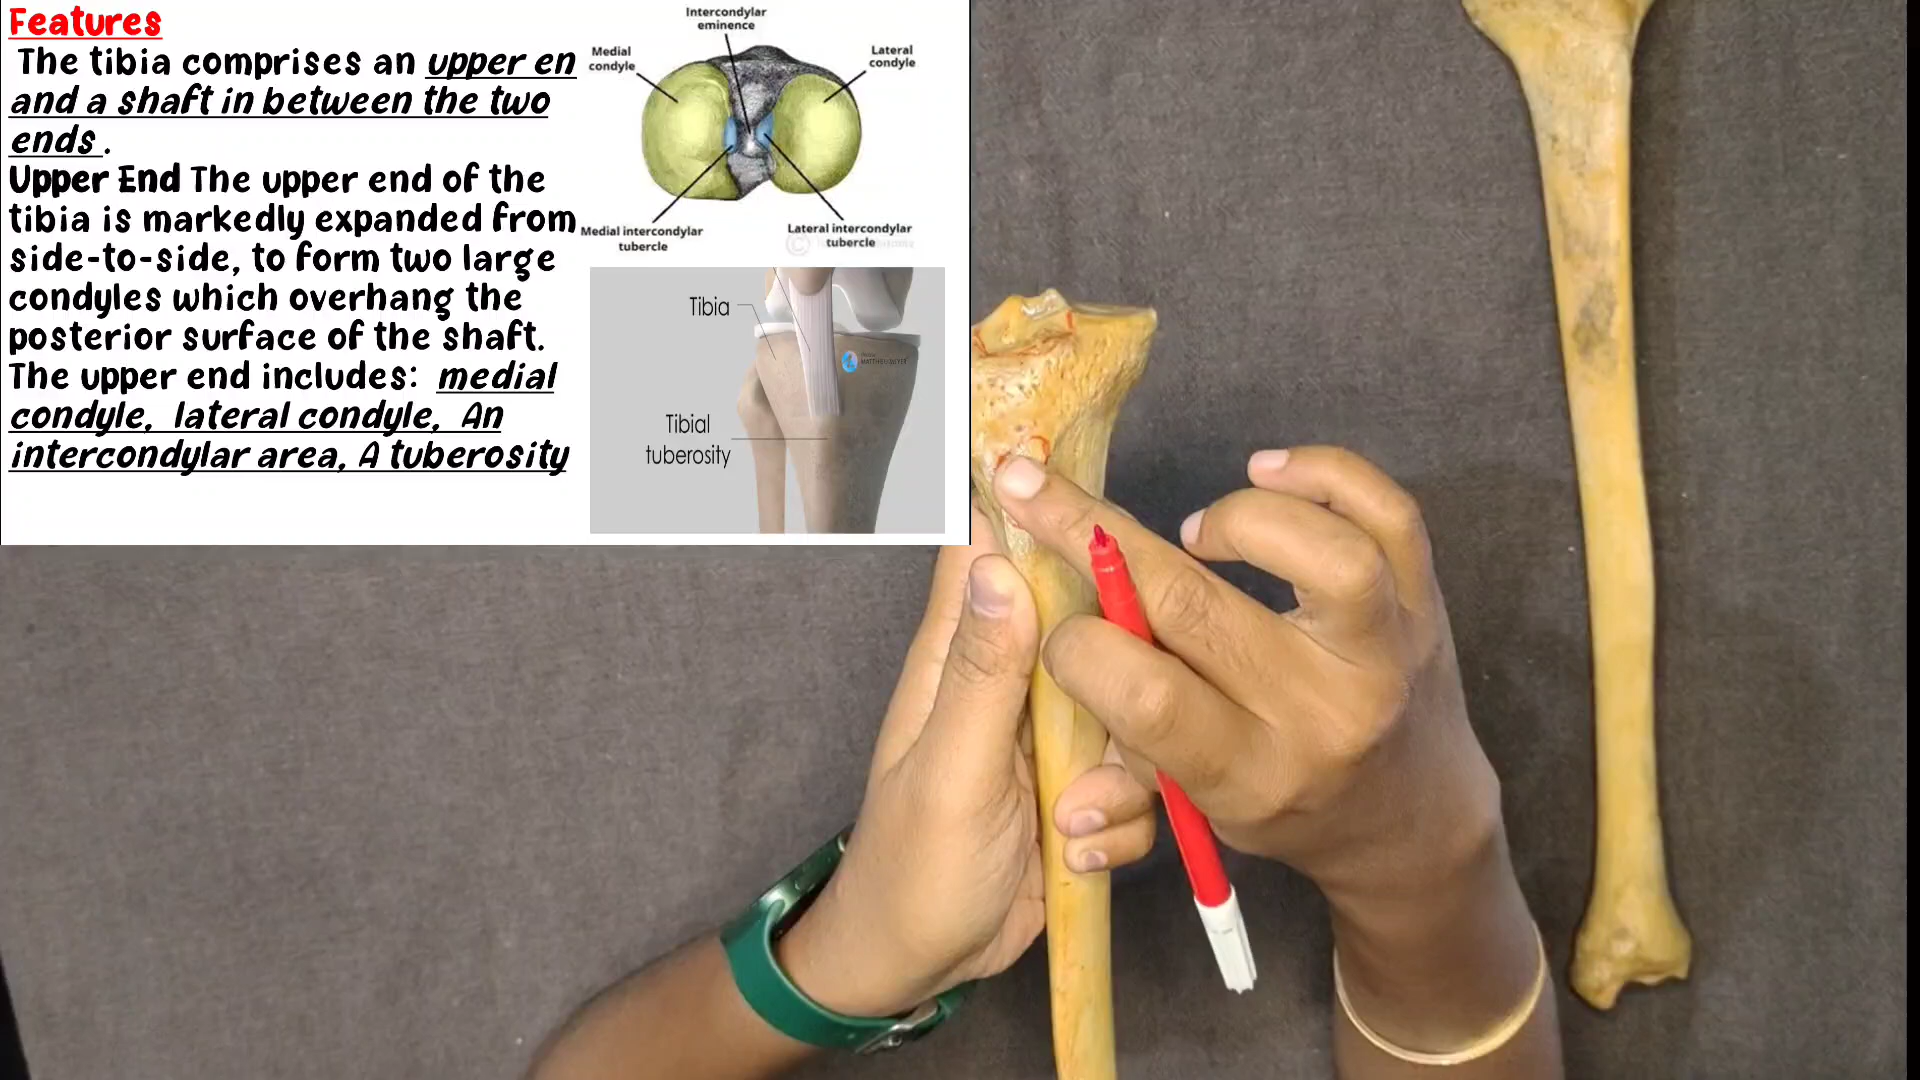 Features
The tibia comprises an upper en
and a shaft in between the two
ends .
Upper End The upper end of the
tibia is markedly expanded from
side-to-side, to form two large
condyles which overhang the
posterior surface of the shaft.
The upper end includes: medial
condyle, lateral condyle, An
intercondylar area, A tuberosity
Intercondylar
eminence
Medial
condyle
Lateral
condyle
Medial intercondylar
tubercle
Lateral intercondylar
tubercle
Tibia
Tibial
tuberosity